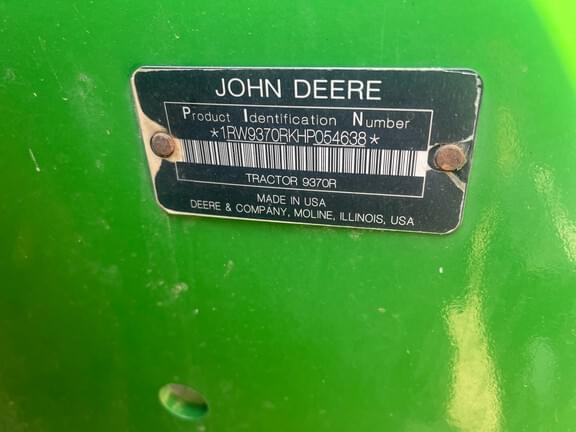 JOHN DEERE
Product Identification Number
*1RW9370RKHP054638*
TRACTOR 9370R
MADE IN USA
DEERE & COMPANY, MOLINE, ILLINOIS, USA